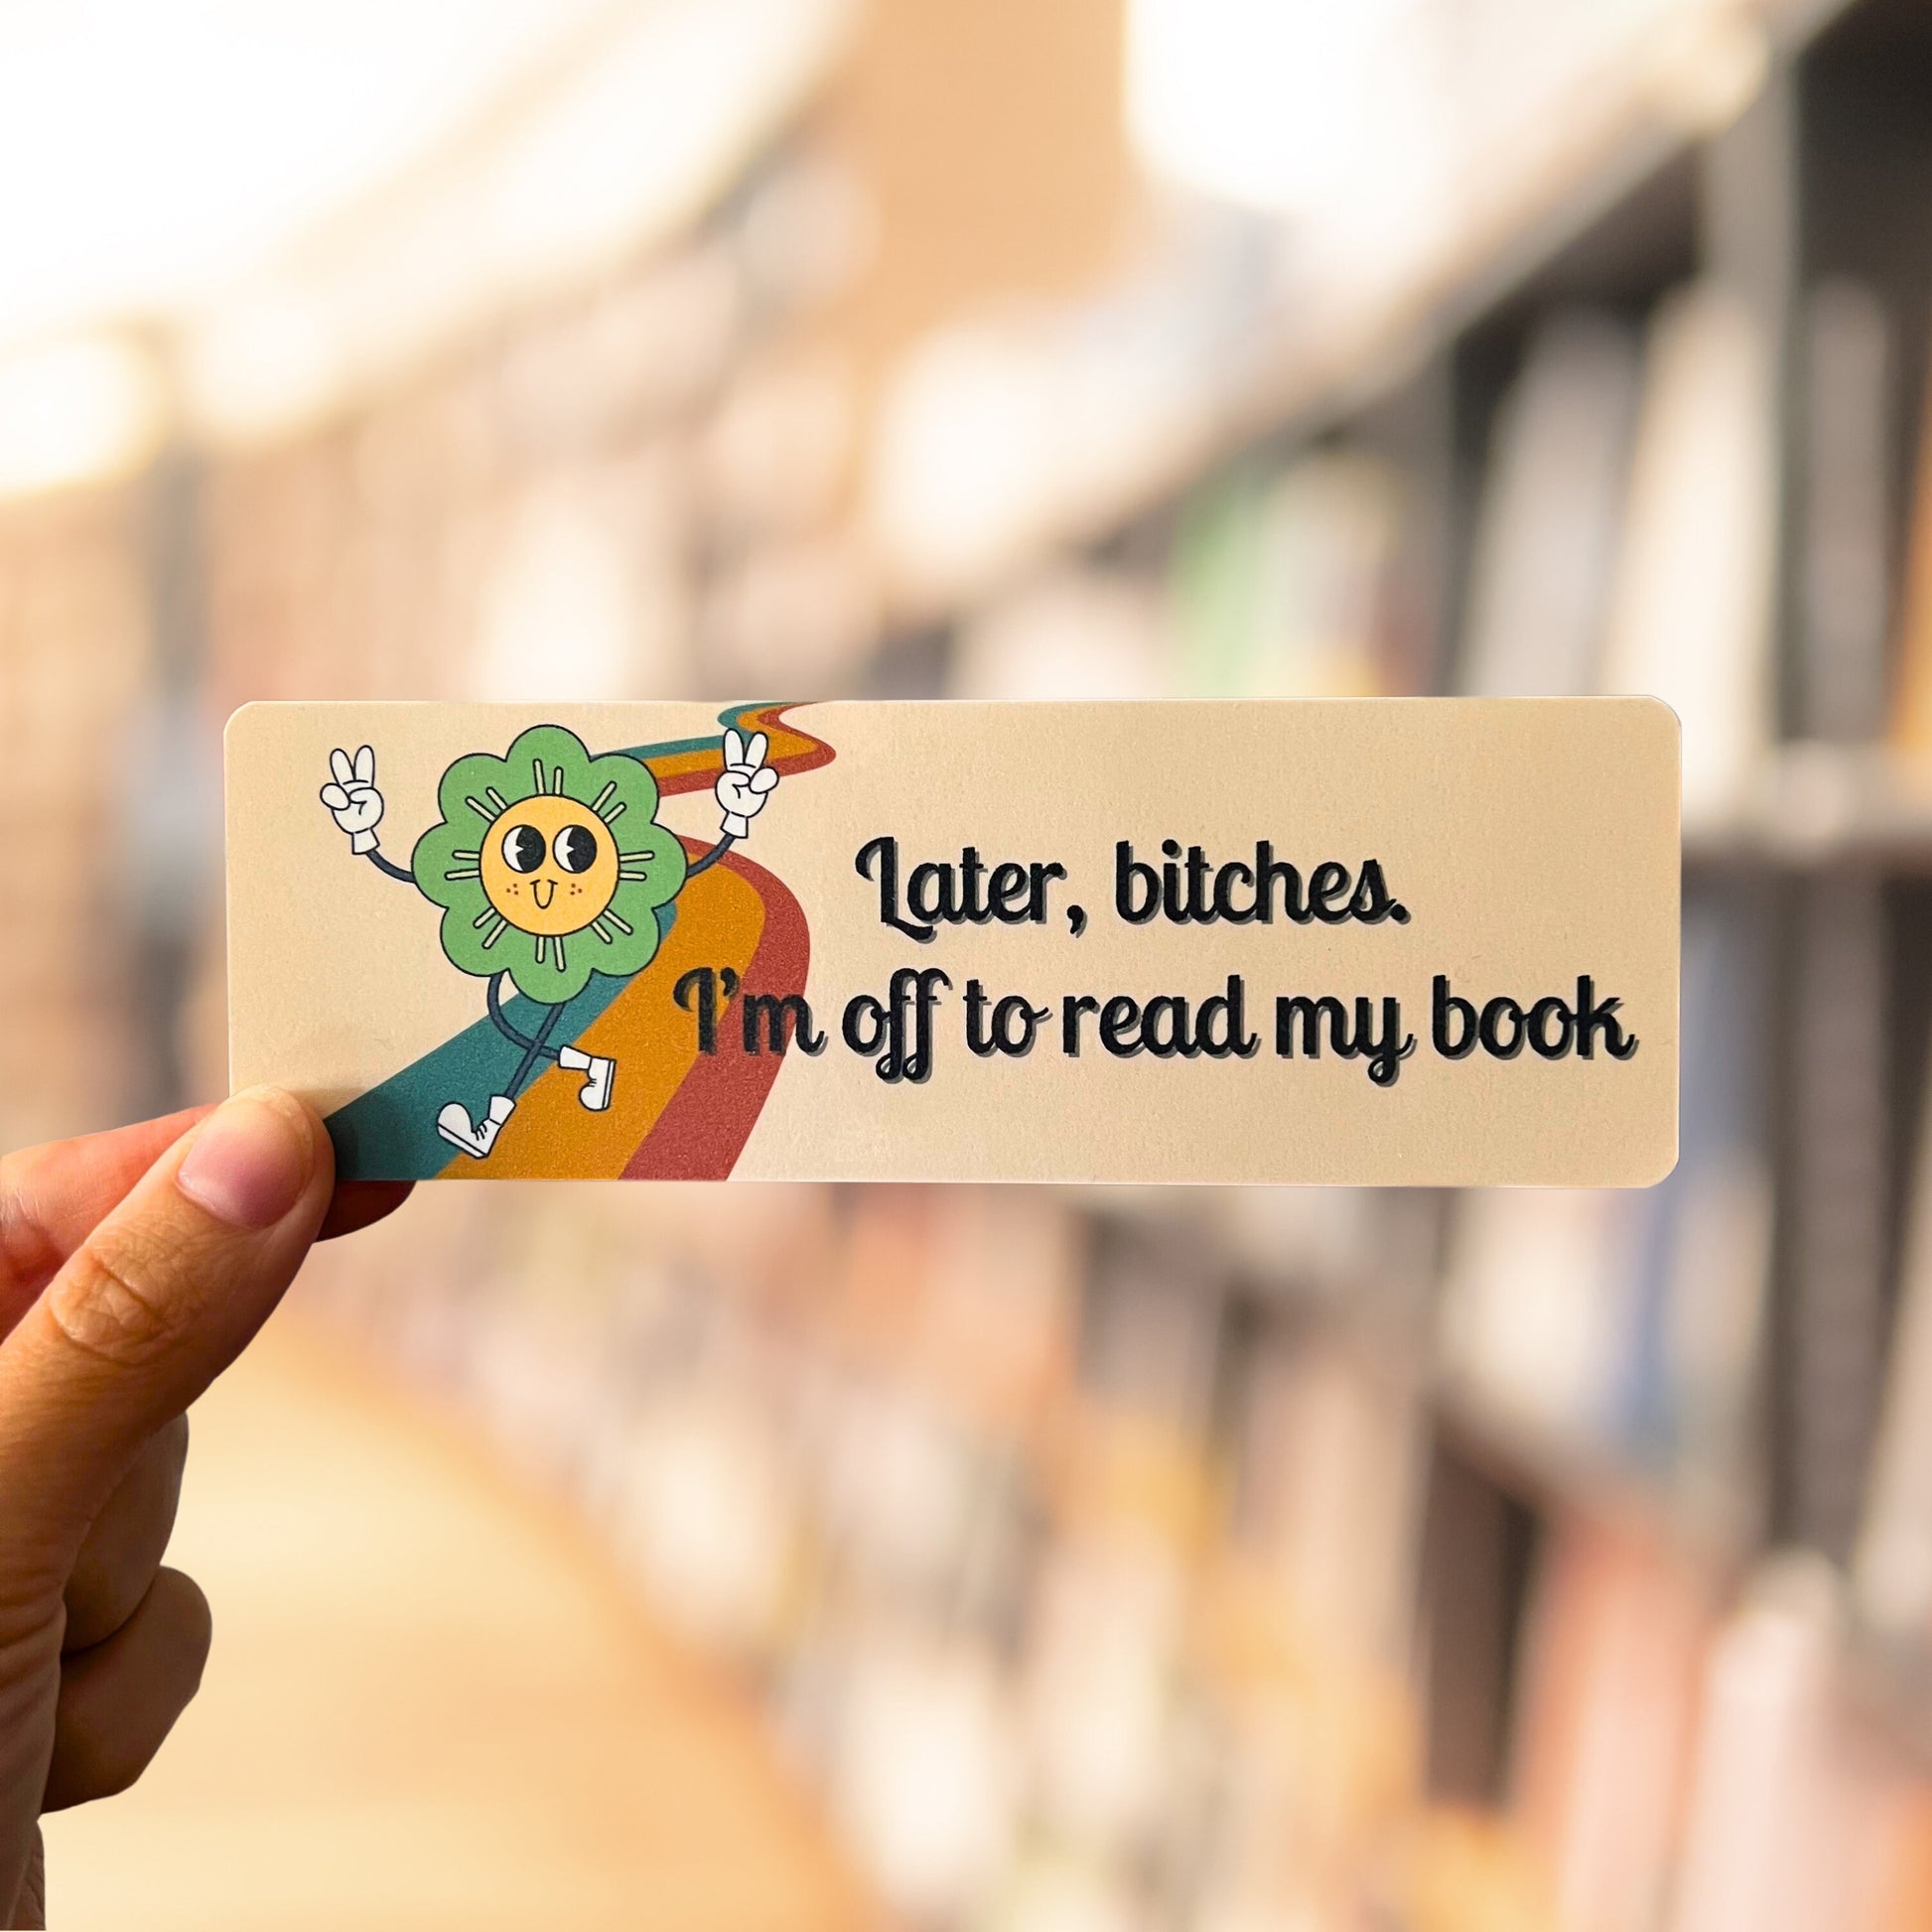 Later, bitches.
I'm off to read my book